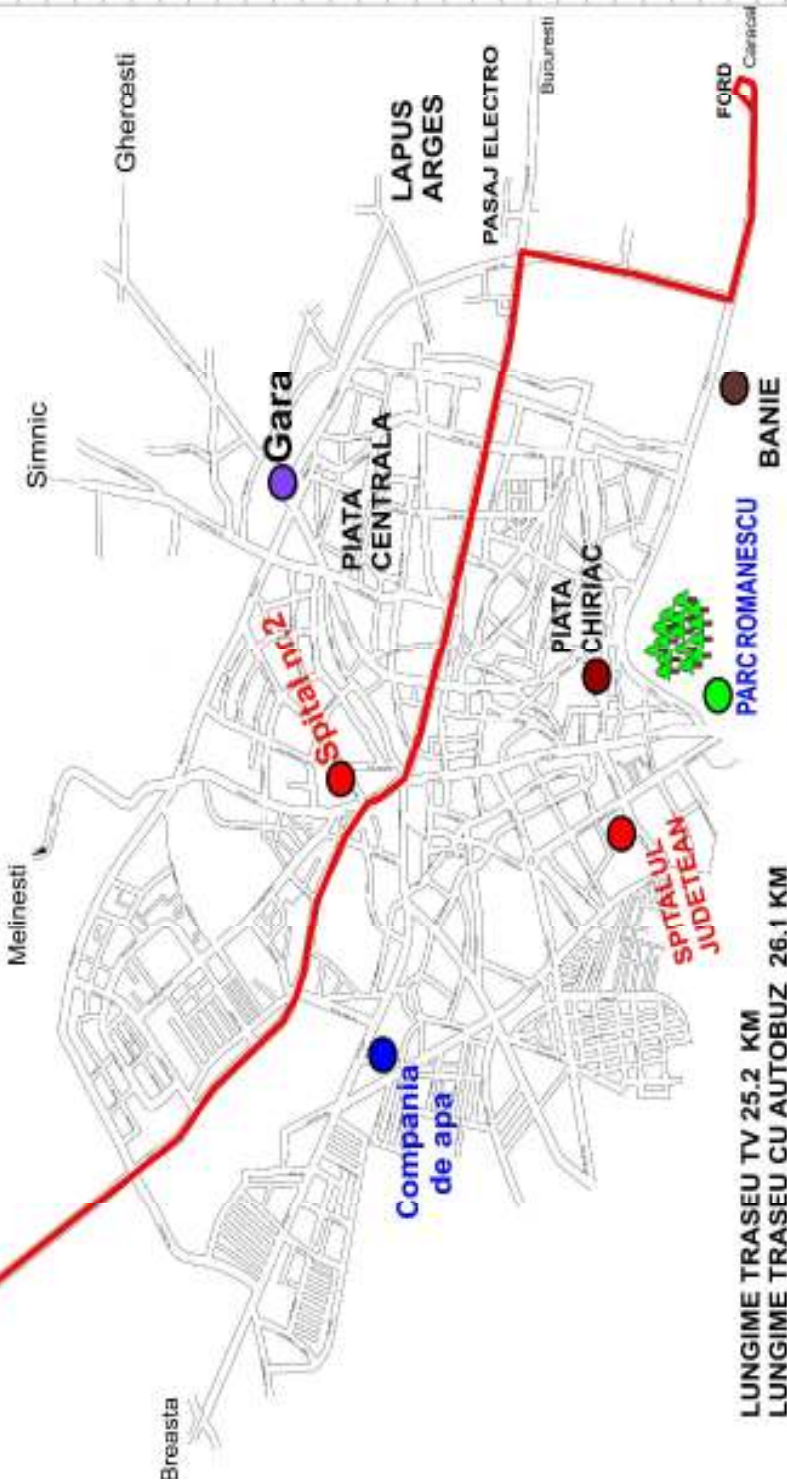 Breasta
Melinesti
Simnic
Ghercesti
Gara
LAPUS
ARGES
PIATA
CENTRALA
Spital nr.2
PASAJ ELECTRO
Bucuresti
Compania
de apa
PIATA
CHIRIAC
FORD
Caracal
SPITALUL
JUDETEAN
PARC ROMANESCU
BANIE
LUNGIME TRASEU TV 25.2 KM
LUNGIME TRASEU CU AUTOBUZ 26.1 KM